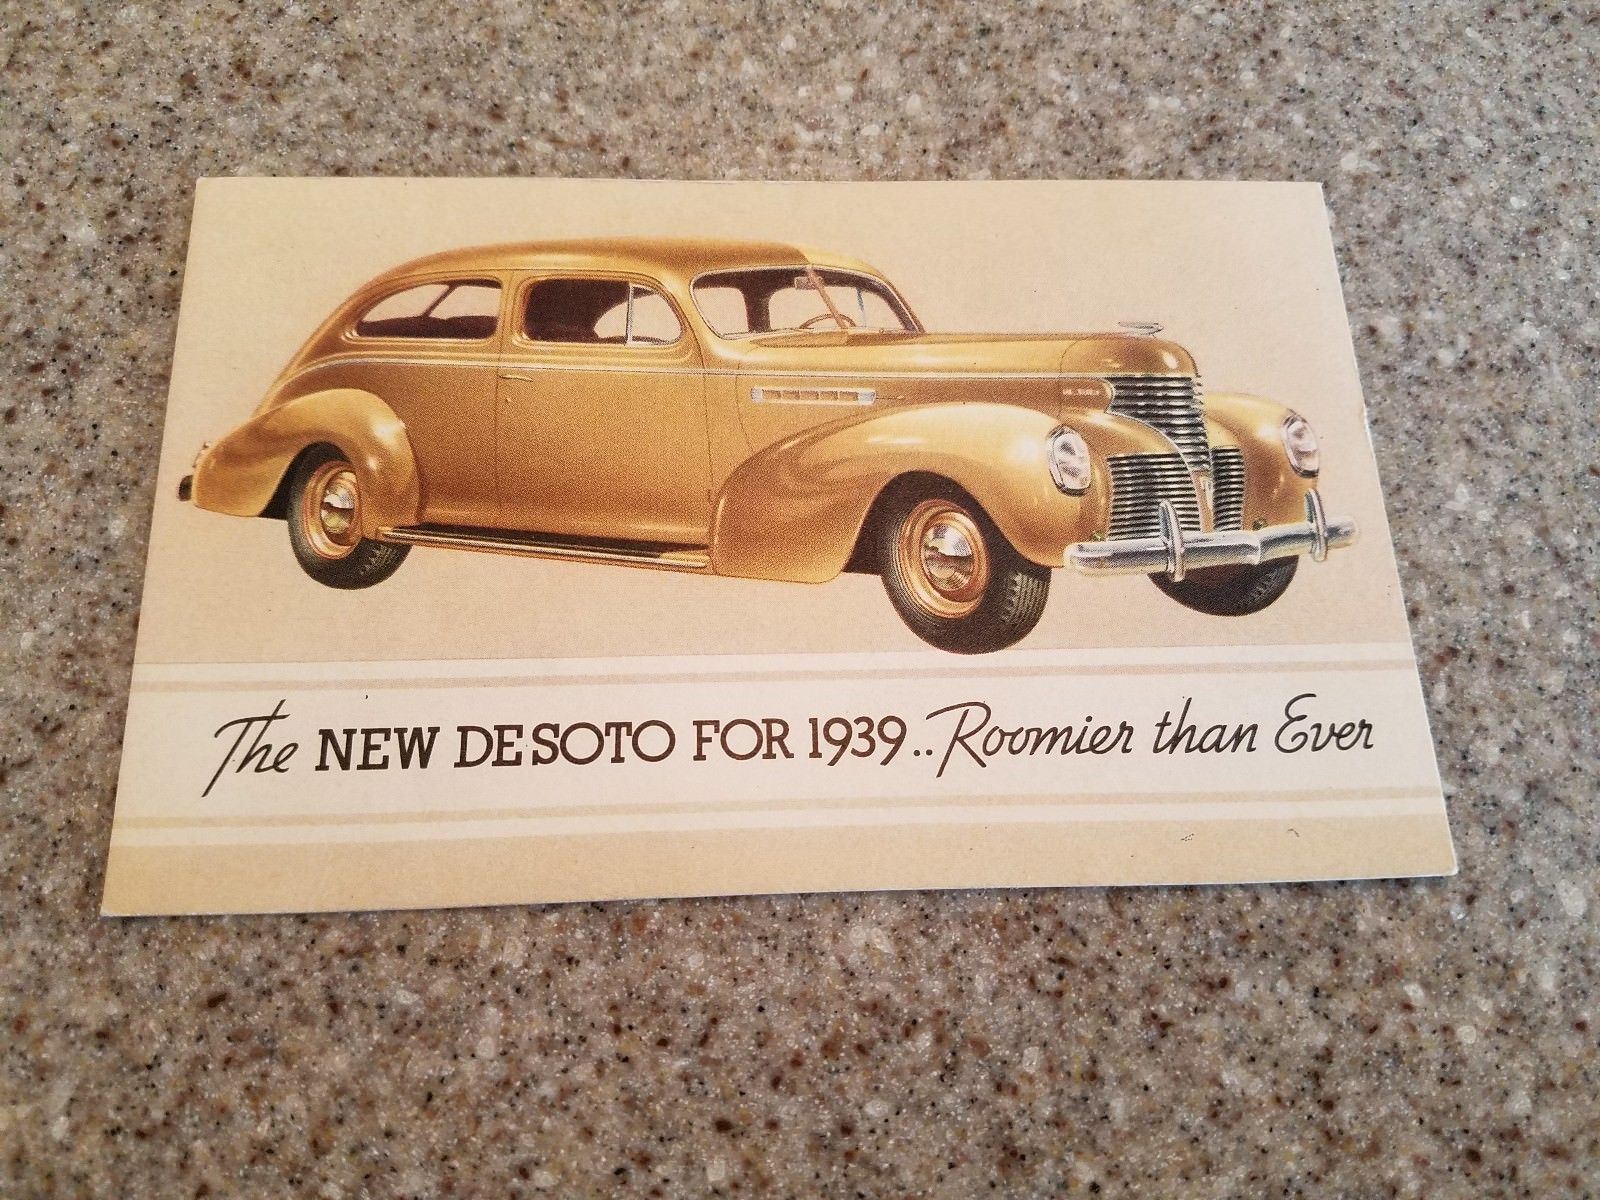 The NEW DESOTO FOR 1939.. Roomier than Ever